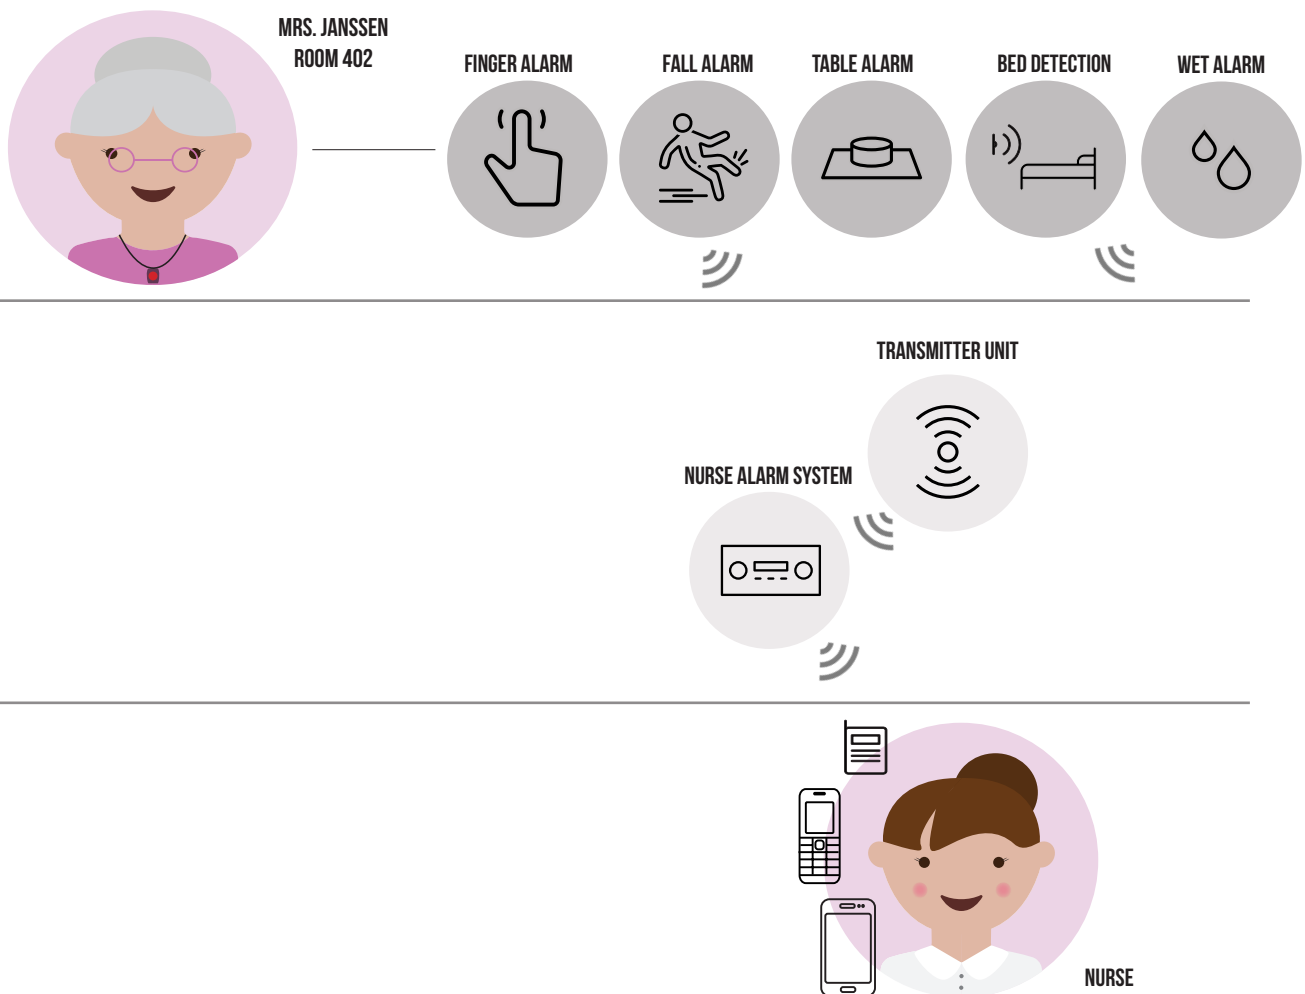 MRS. JANSSEN
ROOM 402
FINGER ALARM
FALL ALARM
TABLE ALARM
BED DETECTION
WET ALARM
TRANSMITTER UNIT
NURSE ALARM SYSTEM
NURSE